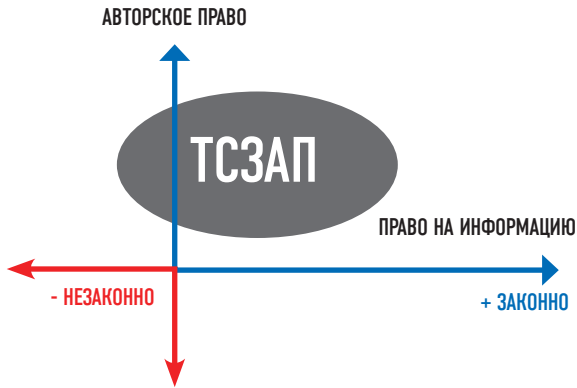 АВТОРСКОЕ ПРАВО
ТСЗАП
ПРАВО НА ИНФОРМАЦИЮ
- НЕЗАКОННО
+ ЗАКОННО